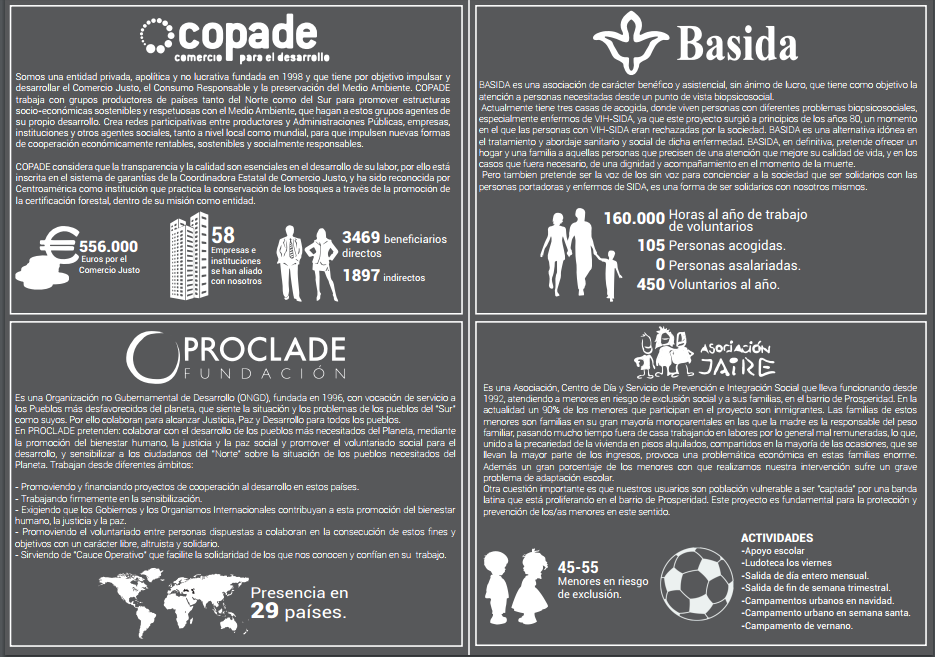 copade
comercio para el desarrollo
Somos una entidad privada, apolítica y no lucrativa fundada en 1998 y que tiene por objetivo impulsar y
desarrollar el Comercio Justo, el Consumo Responsable y la preservación del Medio Ambiente. COPADE
trabaja con grupos productores de países tanto del Norte como del Sur para promover estructuras
socio-económicas sostenibles y respetuosas con el Medio Ambiente, que hagan a estos grupos agentes de
su propio desarrollo. Crea redes participativas entre productores y Administraciones Públicas, empresas,
instituciones y otros agentes sociales, tanto a nivel local como mundial, para que impulsen nuevas formas
de cooperación económicamente rentables, sostenibles y socialmente responsables.
COPADE considera que la transparencia y la calidad son esenciales en el desarrollo de su labor, por ello está
inscrita en el sistema de garantías de la Coordinadora Estatal de Comercio Justo, y ha sido reconocido por
Centroamérica como institución que practica la conservación de los bosques a través de la promoción de
la certificación forestal, dentro de su misión como entidad.
556.000
Euros por el
Comercio Justo
58
Empresas e
instituciones
se han aliado
con nosotros
3469 beneficiarios
directos
1897 indirectos
Basida
BASIDA es una asociación de carácter benéfico y asistencial, sin ánimo de lucro, que tiene como objetivo la
atención a personas necesitadas desde un punto de vista biopsicosocial.
Actualmente tiene tres casas de acogida, donde viven personas con diferentes problemas biopsicosociales,
especialmente enfermos de VIH-SIDA, ya que este proyecto surgió a principios de los años 80, un momento
en el que las personas con VIH-SIDA eran rechazadas por la sociedad. BASIDA es una alternativa idónea en
el tratamiento y abordaje sanitario y social de dicha enfermedad. BASIDA, en definitiva, pretende ofrecer un
hogar y una familia a aquellas personas que precisen de una atención que mejore su calidad de vida, y en los
casos que fuera necesario, de una dignidad y acompañamiento en el momento de la muerte.
Pero tambien pretende ser la voz de los sin voz para concienciar a la sociedad que ser solidarios con las
personas portadoras y enfermos de SIDA, es una forma de ser solidarios con nosotros mismos.
160.000 Horas al año de trabajo
de voluntarios
105 Personas acogidas.
0 Personas asalariadas.
450 Voluntarios al año.
PROCLADE
FUNDACIÓN
Es una Organización no Gubernamental de Desarrollo (ONGD), fundada en 1996, con vocación de servicio a
los Pueblos más desfavorecidos del planeta, que siente la situación y los problemas de los pueblos del "Sur"
como suyos. Por ello colaboran para alcanzar Justicia, Paz y Desarrollo para todos los pueblos.
En PROCLADE pretenden: colaborar con el desarrollo de los pueblos más necesitados del Planeta, mediante
la promoción del bienestar humano, la justicia y la paz social y promover el voluntariado social para el
desarrollo, y sensibilizar a los ciudadanos del "Norte" sobre la situación de los pueblos necesitados del
Planeta. Trabajan desde diferentes ámbitos:
- Promoviendo y financiando proyectos de cooperación al desarrollo en estos países.
- Trabajando firmemente en la sensibilización.
- Exigiendo que los Gobiernos y los Organismos Internacionales contribuyan a esta promoción del bienestar
humano, la justicia y la paz.
- Promoviendo el voluntariado entre personas dispuestas a colaboran en la consecución de estos fines y
objetivos con un carácter libre, altruista y solidario.
- Sirviendo de "Cauce Operativo" que facilite la solidaridad de los que nos conocen y confían en su trabajo.
Presencia en
29 países.
ASOCIACIÓN
JAIRE
Es una Asociación, Centro de Día y Servicio de Prevención e Integración Social que lleva funcionando desde
1992, atendiendo a menores en riesgo de exclusión social y a sus familias, en el barrio de Prosperidad. En la
actualidad un 90% de los menores que participan en el proyecto son inmigrantes. Las familias de estos
menores son familias en su gran mayoría monoparentales en las que la madre es la responsable del peso
familiar, pasando mucho tiempo fuera de casa trabajando en labores por lo general mal remuneradas, lo que,
unido a la precariedad de la vivienda en pisos alquilados, compartidos en la mayoría de las ocasiones, que se
llevan la mayor parte de los ingresos, provoca una problemática económica en estas familias enorme.
Además un gran porcentaje de los menores con que realizamos nuestra intervención sufre un grave
problema de adaptación escolar.
Otra cuestión importante es que nuestros usuarios son población vulnerable a ser "captada" por una banda
latina que está proliferando en el barrio de Prosperidad. Este proyecto es fundamental para la protección y
prevención de los/as menores en este sentido.
45-55
Menores en riesgo
de exclusión.
ACTIVIDADES
-Apoyo escolar
-Ludoteca los viernes
-Salida de día entero mensual.
-Salida de fin de semana trimestral.
-Campamentos urbanos en navidad.
-Campamento urbano en semana santa.
-Campamento de vernano.